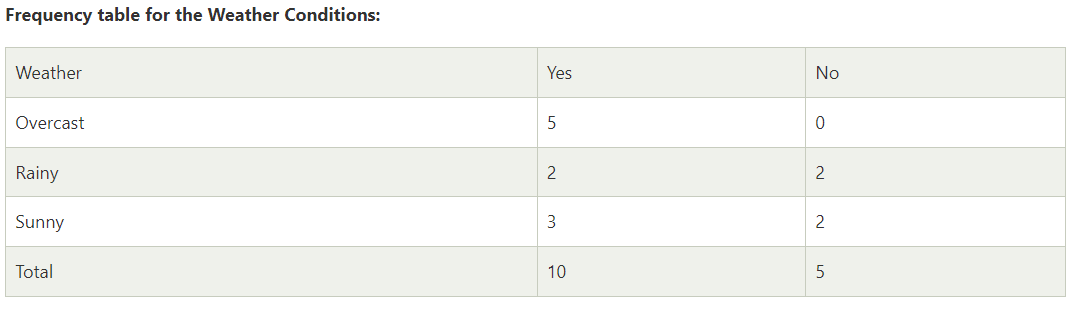 Frequency table for the Weather Conditions:
Weather Yes No
Overcast 5 0
Rainy 2 2
Sunny 3 2
Total 10 5